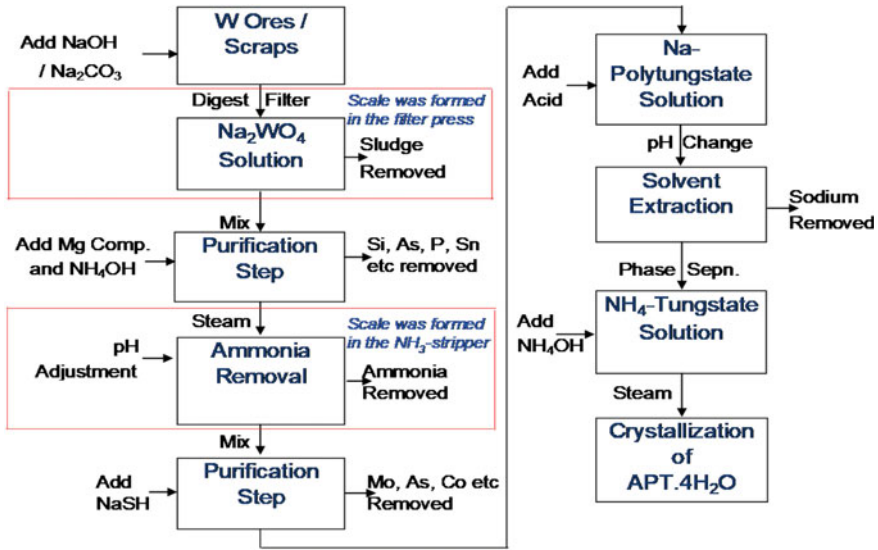 W Ores /
Scraps
Add NaOH
/ Na₂CO₃
Digest Filter
Scale was formed
in the filter press
Na₂WO₄
Solution
Sludge
Removed
Mix
Add Mg Comp.
and NH₄OH
Purification
Step
Si, As, P, Sn
etc removed
Steam
Scale was formed
in the NH₃-stripper
pH
Adjustment
Ammonia
Removal
Ammonia
Removed
Mix
Add
NaSH
Purification
Step
Mo, As, Co etc
Removed
Na-
Polytungstate
Solution
Add
Acid
pH Change
Solvent
Extraction
Sodium
Removed
Phase Sepn.
NH₄-Tungstate
Solution
Add
NH₄OH
Steam
Crystallization
of
APT.4H₂O